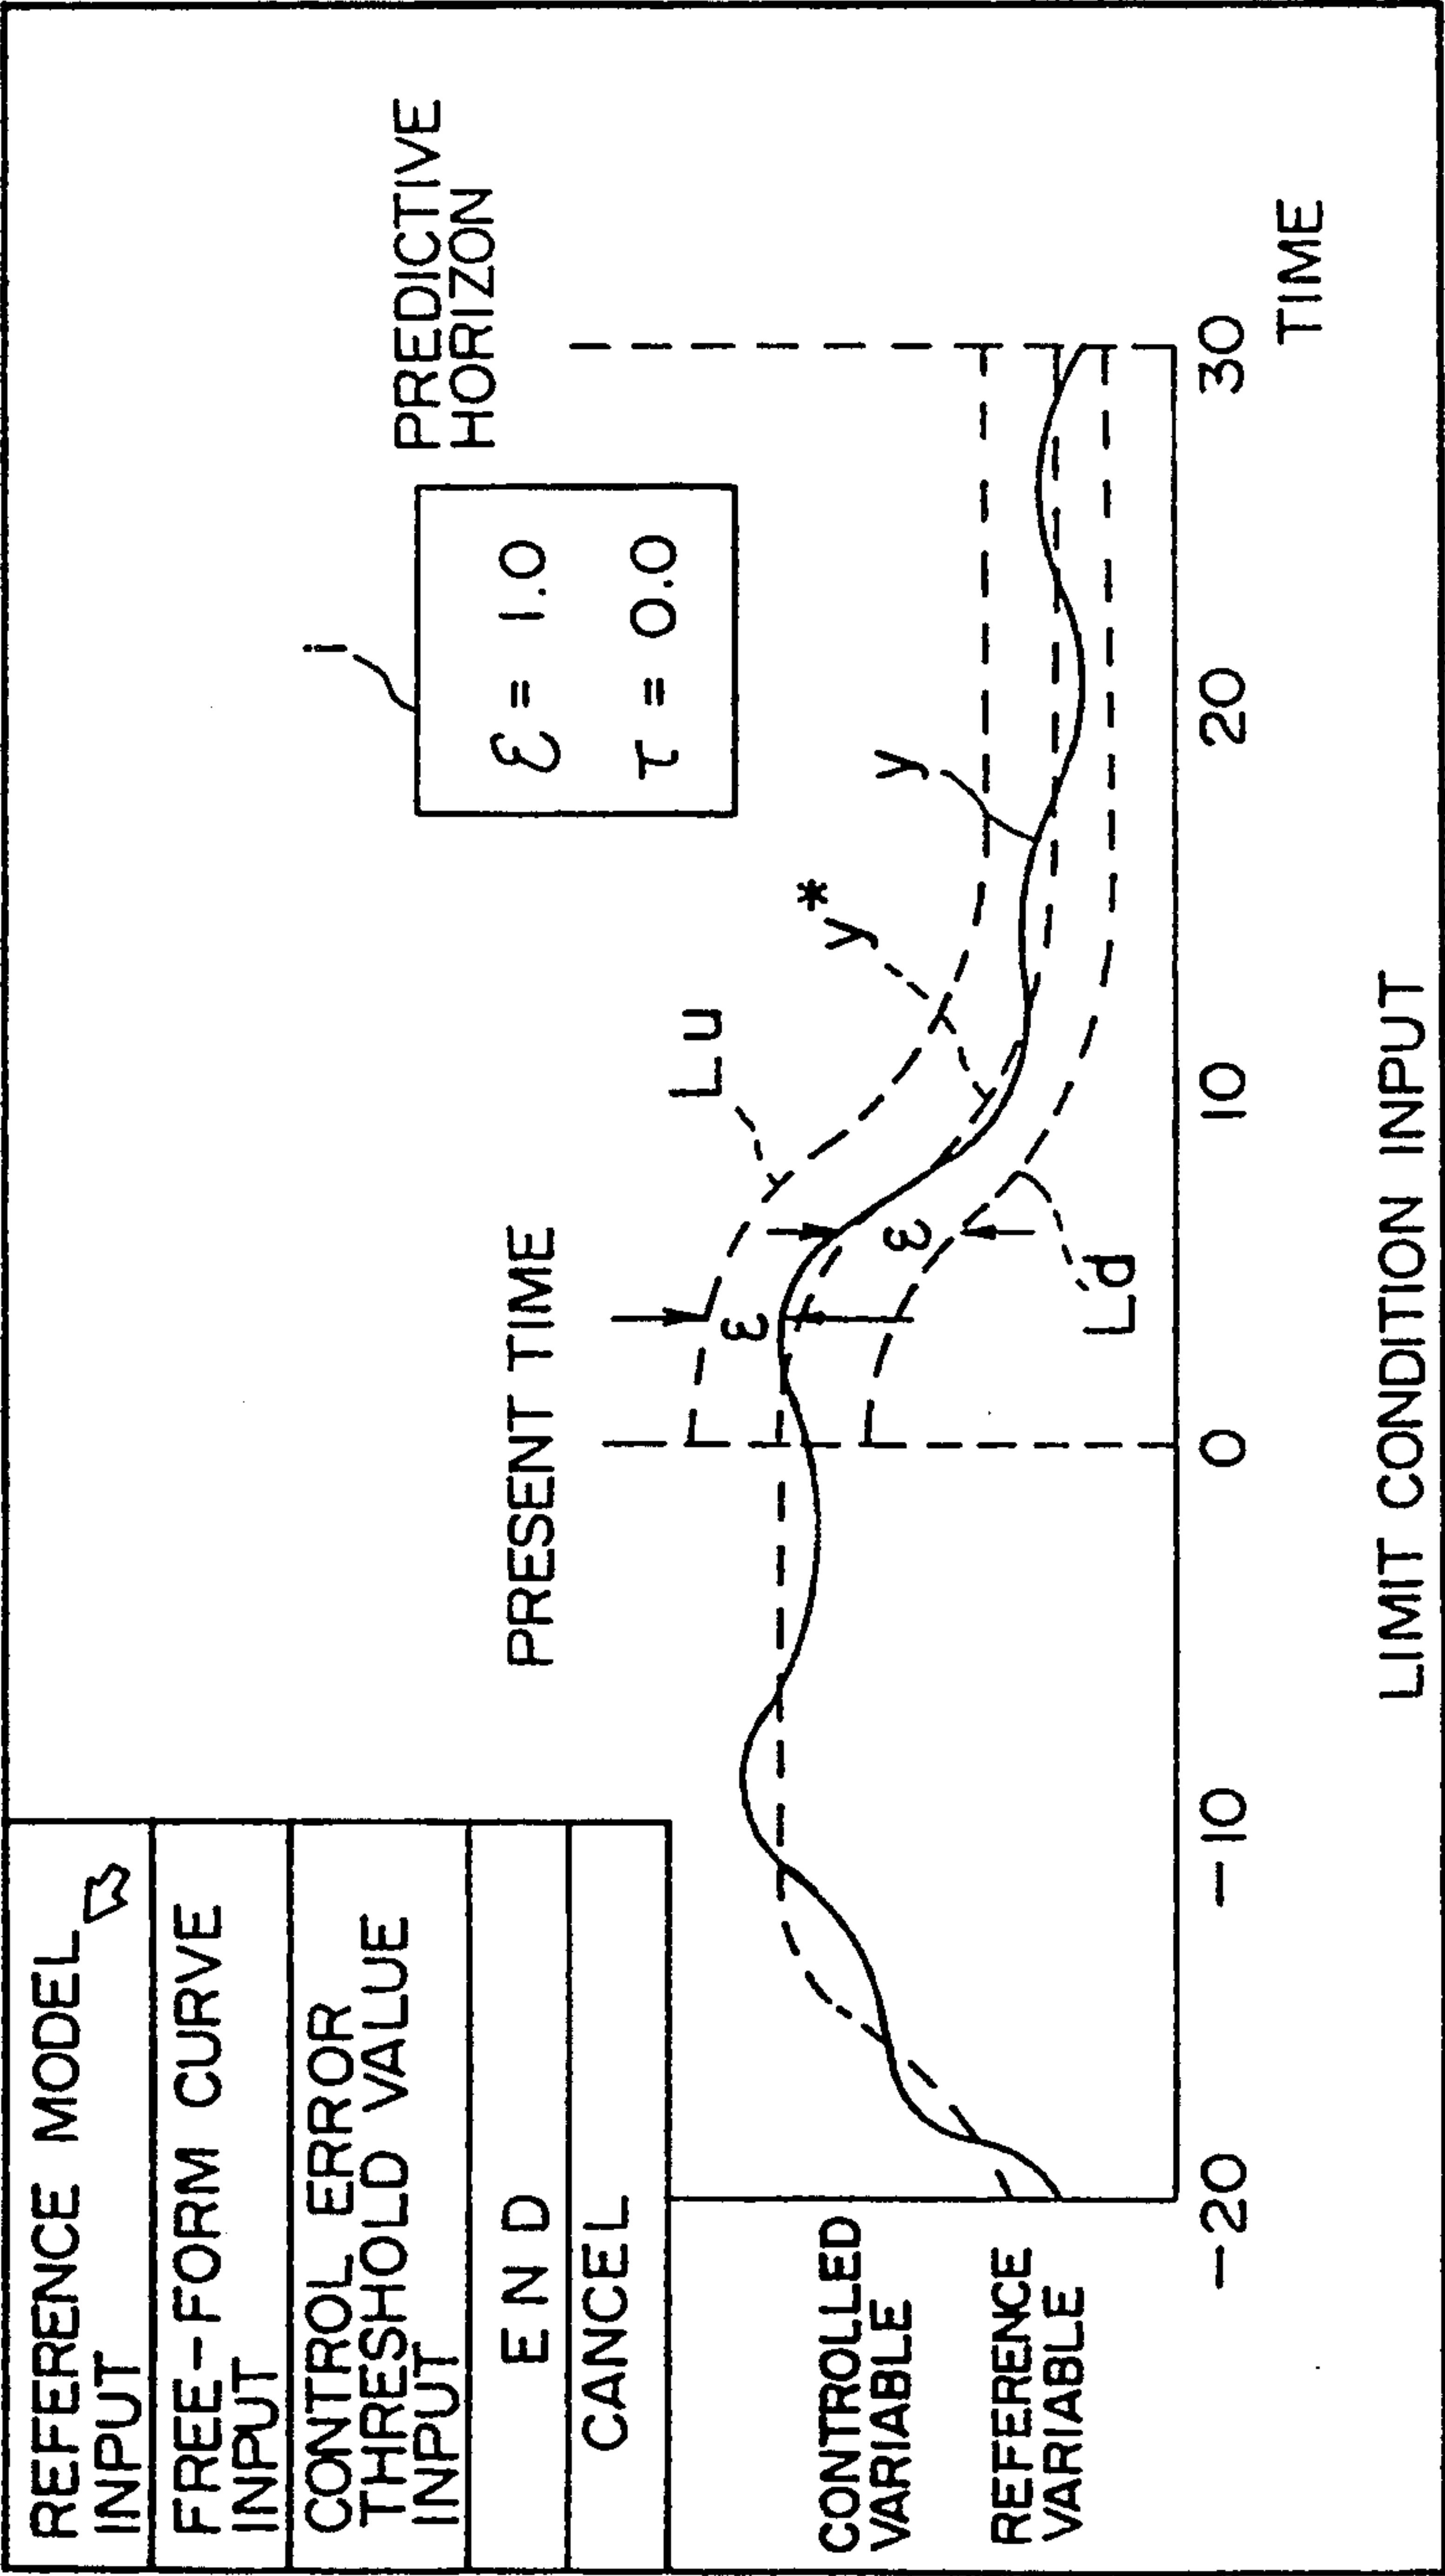 REFERENCE MODEL
INPUT
FREE-FORM CURVE
INPUT
CONTROL ERROR
THRESHOLD VALUE
INPUT
END
CANCEL
PRESENT TIME
PREDICTIVE
HORIZON
i
ε = 1.0
τ = 0.0
Lu
y*
y
ε
ε
Ld
CONTROLLED
VARIABLE
REFERENCE
VARIABLE
-20
-10
0
10
20
30
TIME
LIMIT CONDITION INPUT